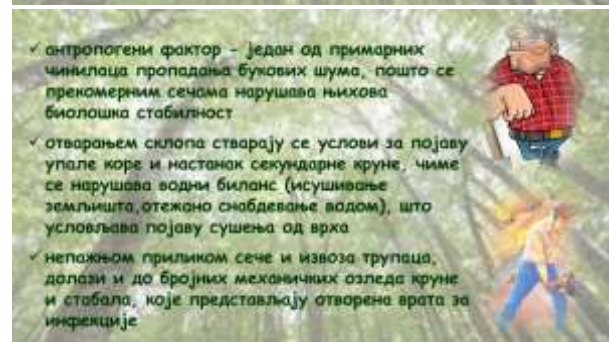 ✓ антропогени фактор – један од примарних
чинилаца пропадања букових шума, пошто се
прекомерним сечама нарушава њихова
биолошка стабилност
✓ отварањем склопа стварају се услови за појаву
упале коре и настанак секундарне круне, чиме
се нарушава водни биланс (исушивање
земљишта,отежано снабдевање водом), што
условљава појаву сушења од врха
✓ непажњом приликом сече и извоза трупаца,
долази и до бројних механичких озледа круне
и стабала, које представљају отворена врата за
инфекције